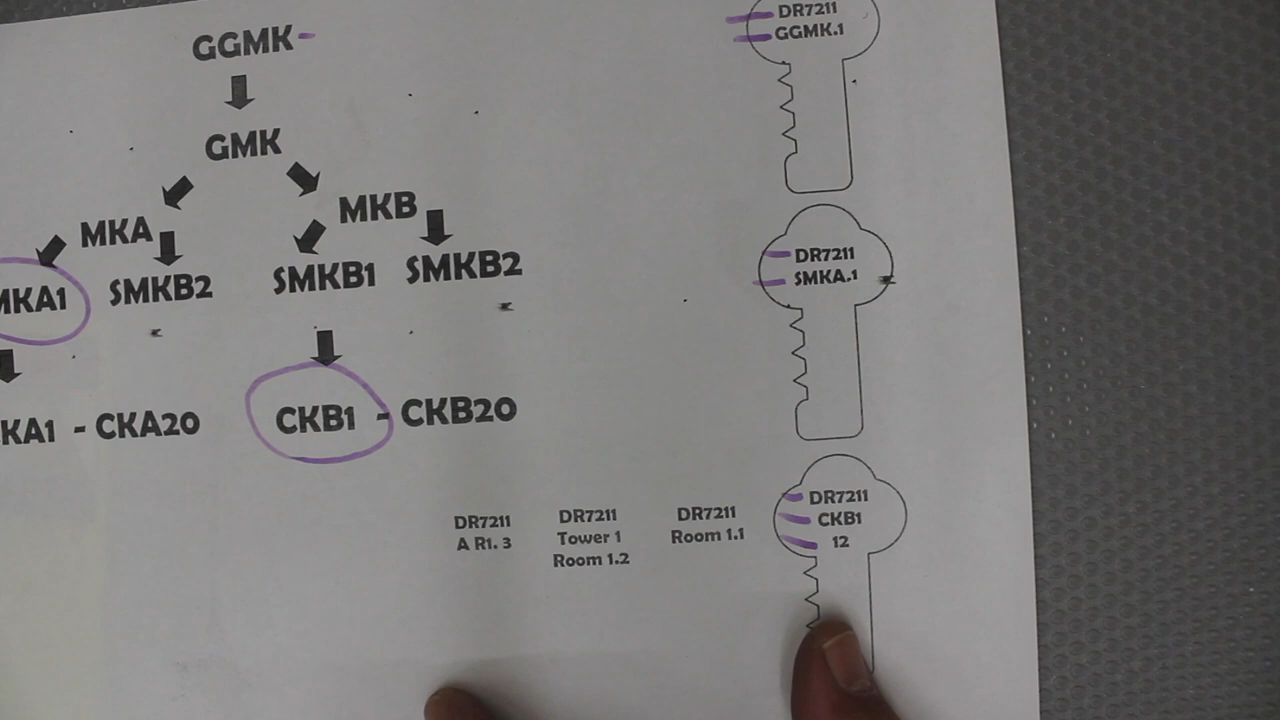 GGMK
GMK
MKA
MKB
MKA1
SMKB2
SMKB1
SMKB2
KA1 - CKA20
CKB1 - CKB20
DR7211
A R1. 3
DR7211
Tower 1
Room 1.2
DR7211
Room 1.1
DR7211
GGMK.1
DR7211
SMKA.1
DR7211
CKB1
12